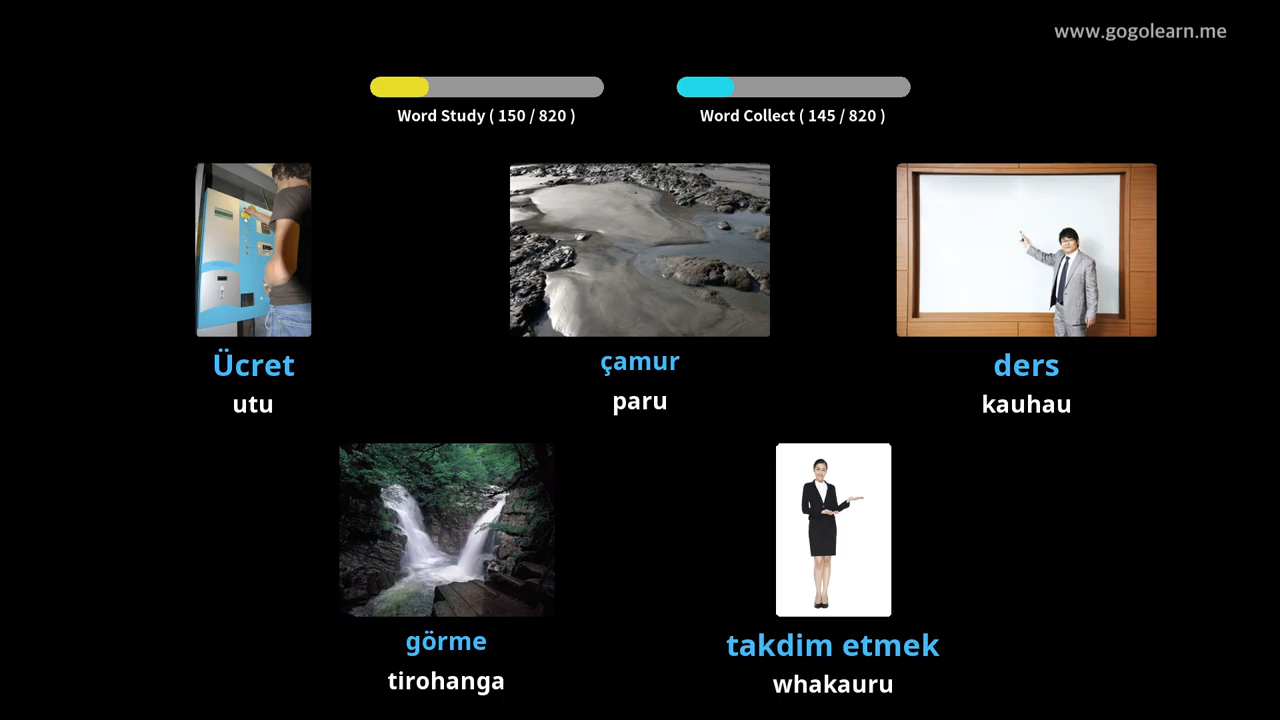 www.gogolearn.me
Word Study ( 150 / 820 )
Word Collect ( 145 / 820 )
Ücret
utu
çamur
paru
ders
kauhau
görme
tirohanga
takdim etmek
whakauru